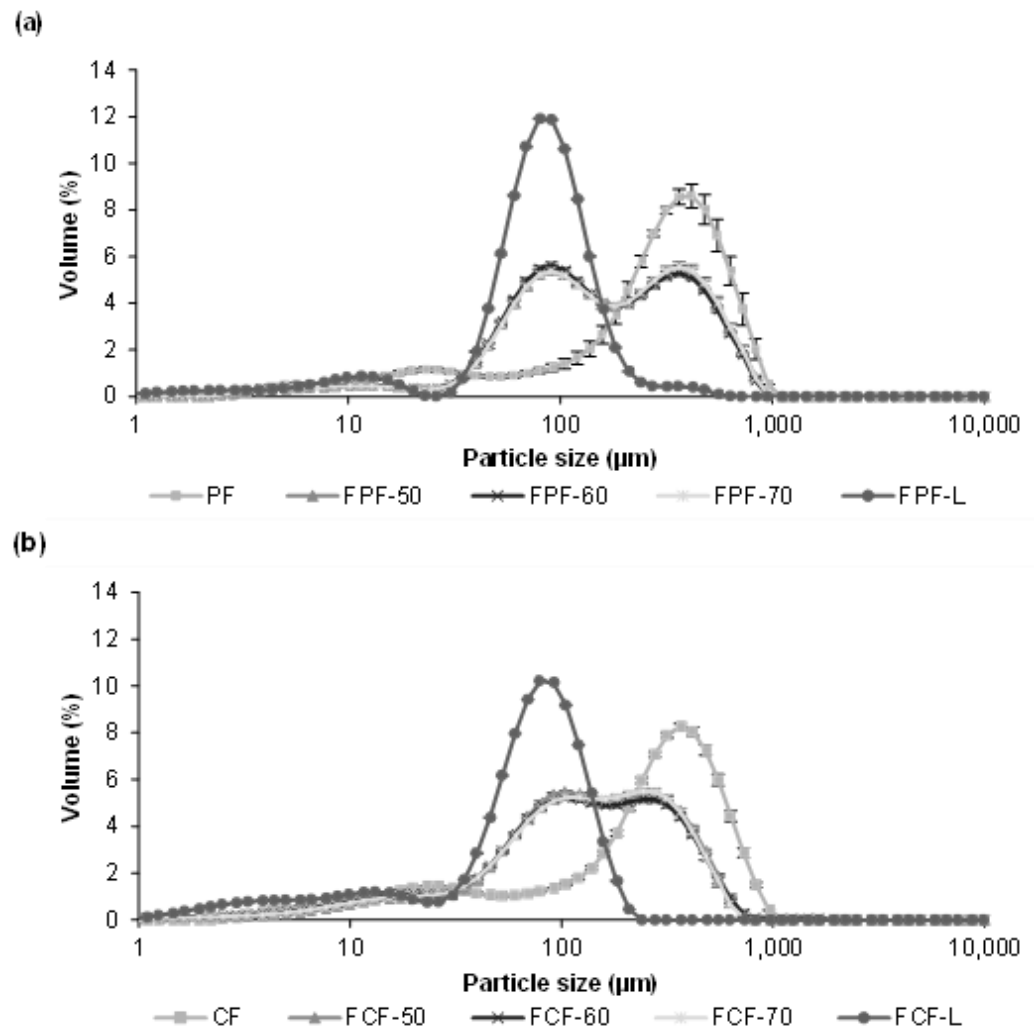 (a)
14
12
10
8
6
4
2
0
Volume (%)
1 10 100 1,000 10,000
Particle size (µm)
PF FPF-50 FPF-60 FPF-70 FPF-L
(b)
14
12
10
8
6
4
2
0
Volume (%)
1 10 100 1,000 10,000
Particle size (µm)
CF FCF-50 FCF-60 FCF-70 FCF-L